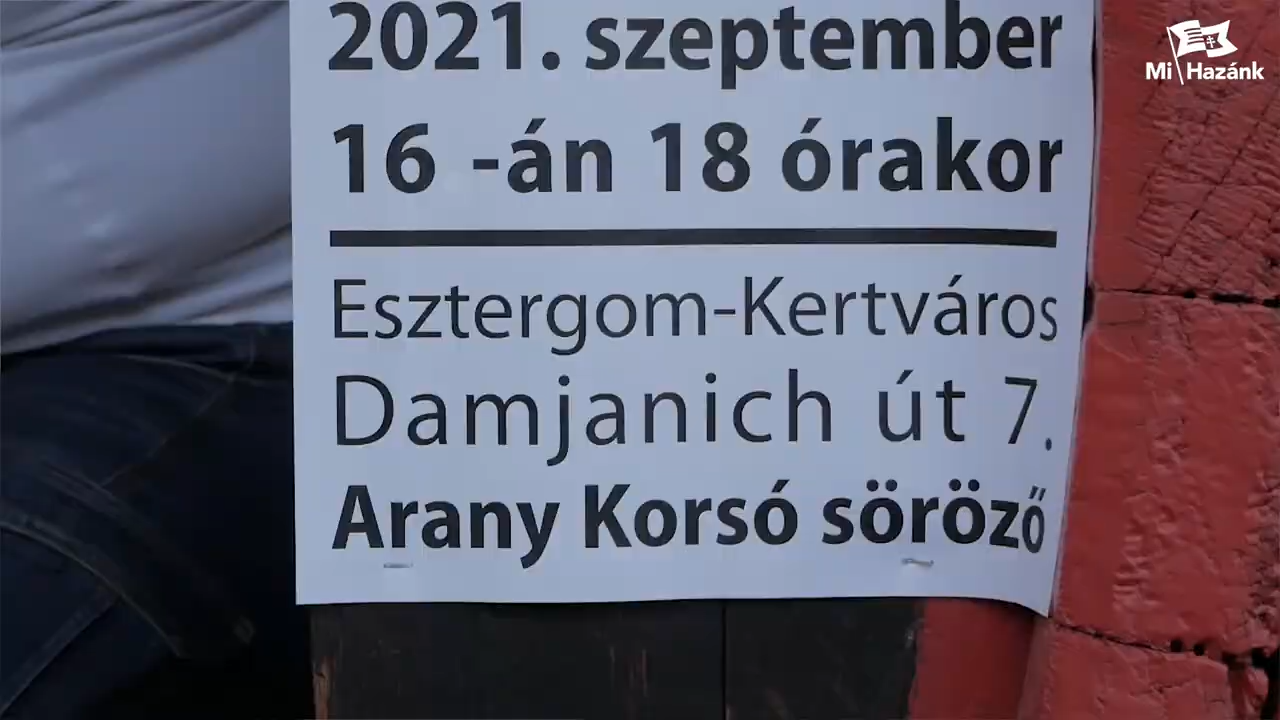 2021. szeptember
16 -án 18 órakor
Esztergom-Kertváros
Damjanich út 7.
Arany Korsó söröző
Mi Hazánk